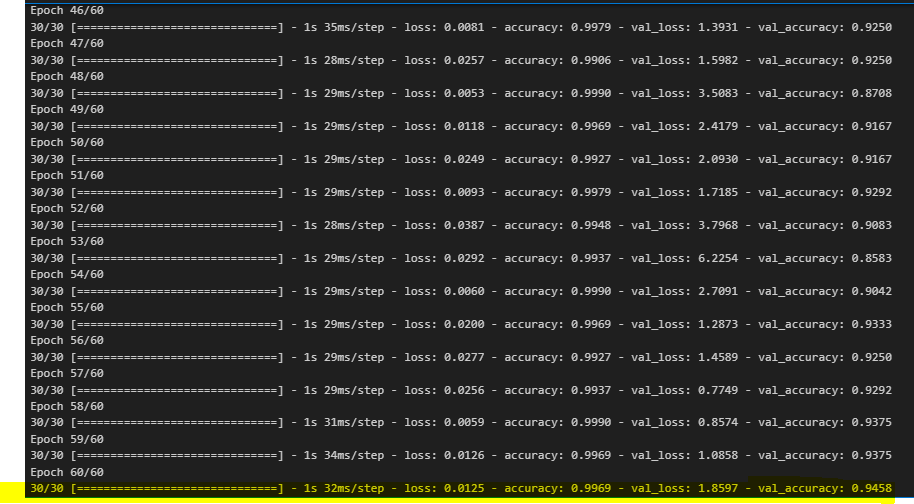 Epoch 46/60
30/30 [==============================] - 1s 35ms/step - loss: 0.0081 - accuracy: 0.9979 - val_loss: 1.3931 - val_accuracy: 0.9250
Epoch 47/60
30/30 [==============================] - 1s 28ms/step - loss: 0.0257 - accuracy: 0.9906 - val_loss: 1.5982 - val_accuracy: 0.9250
Epoch 48/60
30/30 [==============================] - 1s 29ms/step - loss: 0.0053 - accuracy: 0.9990 - val_loss: 3.5083 - val_accuracy: 0.8708
Epoch 49/60
30/30 [==============================] - 1s 29ms/step - loss: 0.0118 - accuracy: 0.9969 - val_loss: 2.4179 - val_accuracy: 0.9167
Epoch 50/60
30/30 [==============================] - 1s 29ms/step - loss: 0.0249 - accuracy: 0.9927 - val_loss: 2.0930 - val_accuracy: 0.9167
Epoch 51/60
30/30 [==============================] - 1s 29ms/step - loss: 0.0093 - accuracy: 0.9979 - val_loss: 1.7185 - val_accuracy: 0.9292
Epoch 52/60
30/30 [==============================] - 1s 28ms/step - loss: 0.0387 - accuracy: 0.9948 - val_loss: 3.7968 - val_accuracy: 0.9083
Epoch 53/60
30/30 [==============================] - 1s 29ms/step - loss: 0.0292 - accuracy: 0.9937 - val_loss: 6.2254 - val_accuracy: 0.8583
Epoch 54/60
30/30 [==============================] - 1s 29ms/step - loss: 0.0060 - accuracy: 0.9990 - val_loss: 2.7091 - val_accuracy: 0.9042
Epoch 55/60
30/30 [==============================] - 1s 29ms/step - loss: 0.0200 - accuracy: 0.9969 - val_loss: 1.2873 - val_accuracy: 0.9333
Epoch 56/60
30/30 [==============================] - 1s 29ms/step - loss: 0.0277 - accuracy: 0.9927 - val_loss: 1.4589 - val_accuracy: 0.9250
Epoch 57/60
30/30 [==============================] - 1s 29ms/step - loss: 0.0256 - accuracy: 0.9937 - val_loss: 0.7749 - val_accuracy: 0.9292
Epoch 58/60
30/30 [==============================] - 1s 31ms/step - loss: 0.0059 - accuracy: 0.9990 - val_loss: 0.8574 - val_accuracy: 0.9375
Epoch 59/60
30/30 [==============================] - 1s 34ms/step - loss: 0.0126 - accuracy: 0.9969 - val_loss: 1.0858 - val_accuracy: 0.9375
Epoch 60/60
30/30 [==============================] - 1s 32ms/step - loss: 0.0125 - accuracy: 0.9969 - val_loss: 1.8597 - val_accuracy: 0.9458